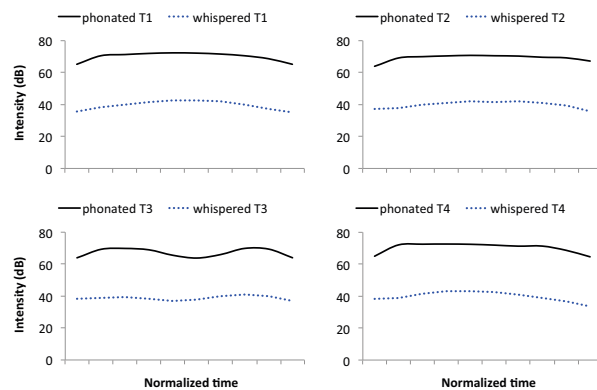 phonated T1 whispered T1
80
60
40
20
0
Intensity (dB)
phonated T2 whispered T2
80
60
40
20
0
phonated T3 whispered T3
80
60
40
20
0
Intensity (dB)
Normalized time
phonated T4 whispered T4
80
60
40
20
0
Normalized time